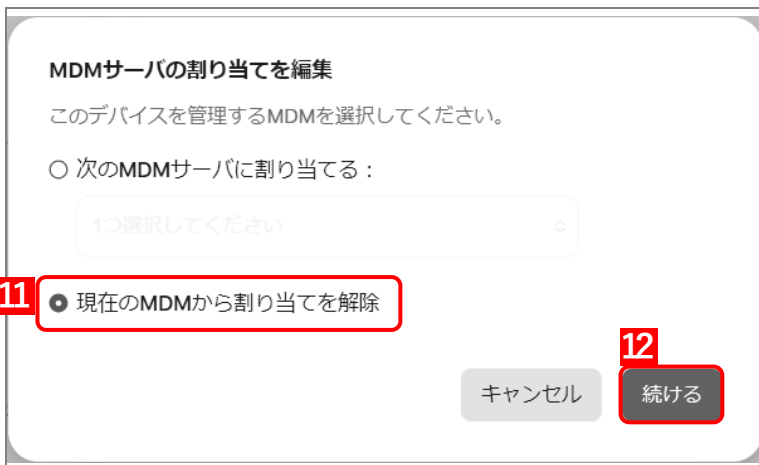 MDMサーバの割り当てを編集
このデバイスを管理するMDMを選択してください。
次のMDMサーバに割り当てる：
1つ選択してください
11
現在のMDMから割り当てを解除
12
キャンセル 続ける